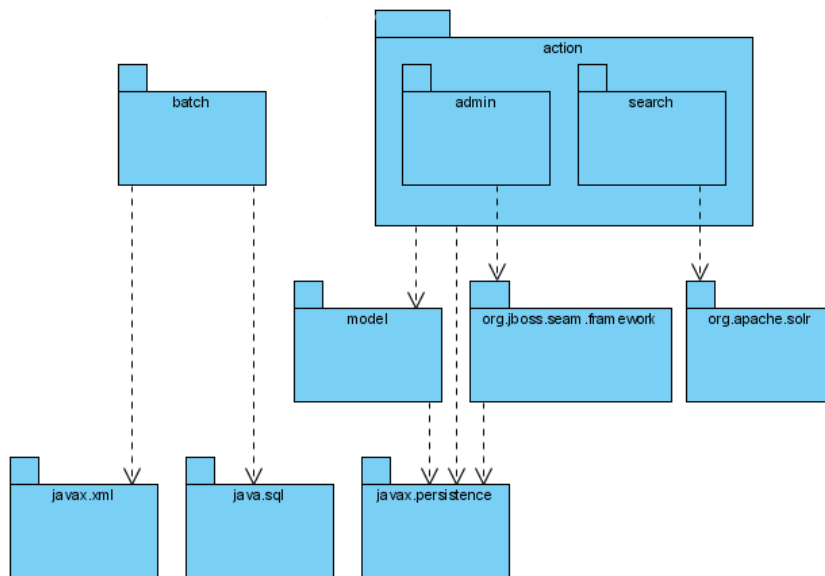 action
batch
admin
search
model
org.jboss.seam.framework
org.apache.solr
javax.xml
java.sql
javax.persistence